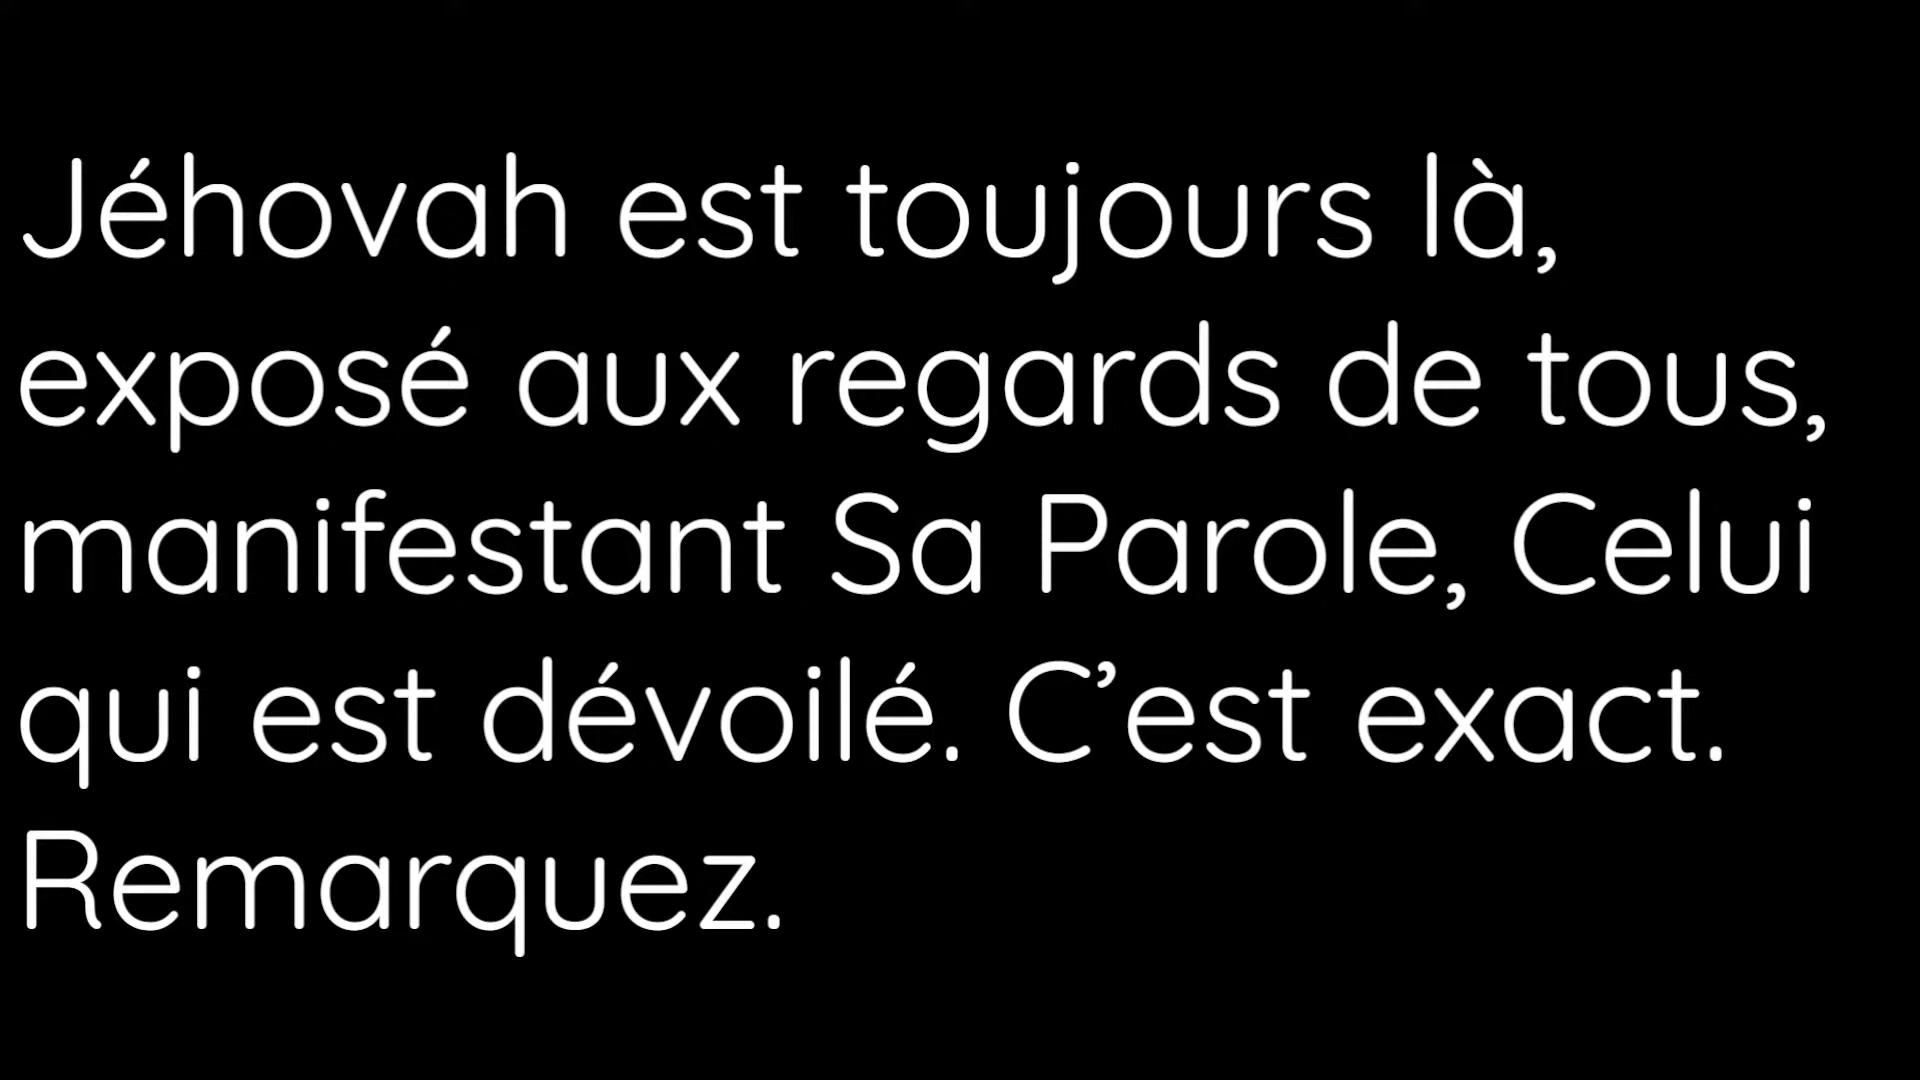 Jéhovah est toujours là,
exposé aux regards de tous,
manifestant Sa Parole, Celui
qui est dévoilé. C’est exact.
Remarquez.